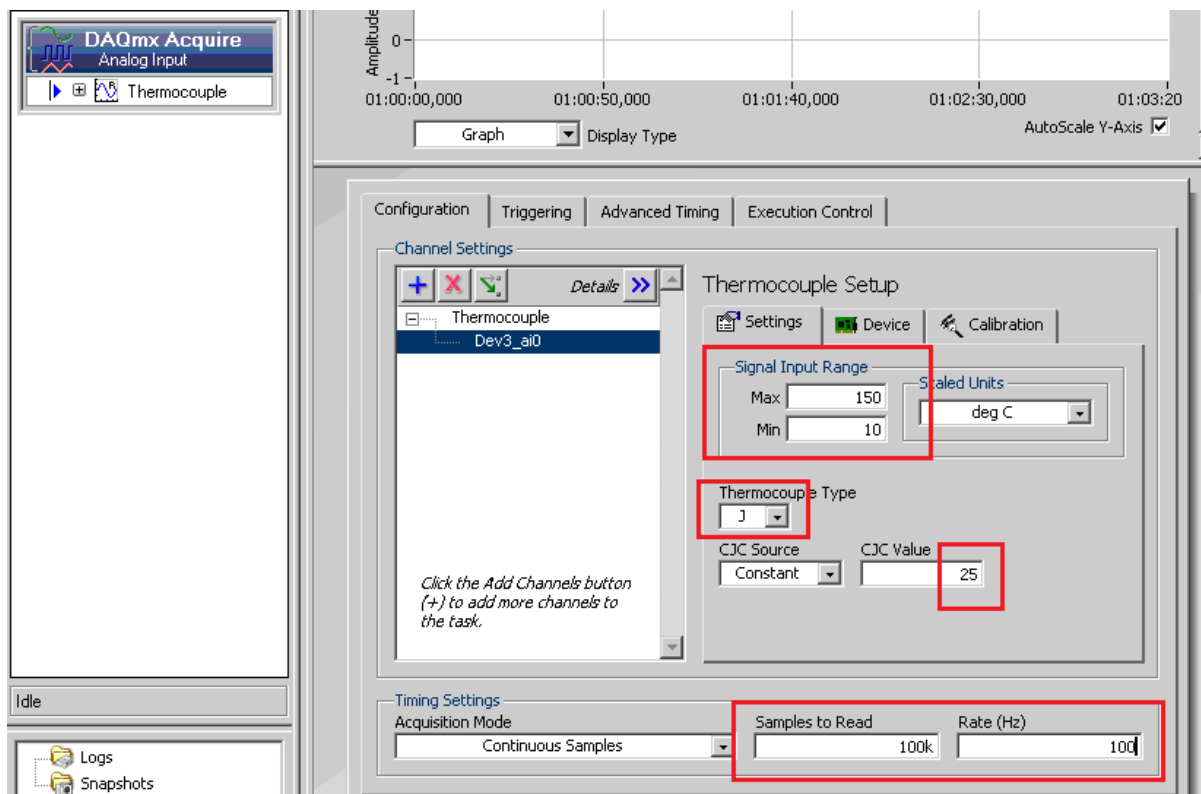 DAQmx Acquire
Analog Input
Thermocouple
Idle
Logs
Snapshots
Amplitude
0
-1
01:00:00,000 01:00:50,000 01:01:40,000 01:02:30,000 01:03:20
Graph Display Type AutoScale Y-Axis
Configuration Triggering Advanced Timing Execution Control
Channel Settings
Details
Thermocouple
Dev3_ai0
Click the Add Channels button
(+) to add more channels to
the task.
Thermocouple Setup
Settings Device Calibration
Signal Input Range
Max 150
Min 10
Scaled Units
deg C
Thermocouple Type
J
CJC Source CJC Value
Constant 25
Timing Settings
Acquisition Mode Samples to Read Rate (Hz)
Continuous Samples 100k 100